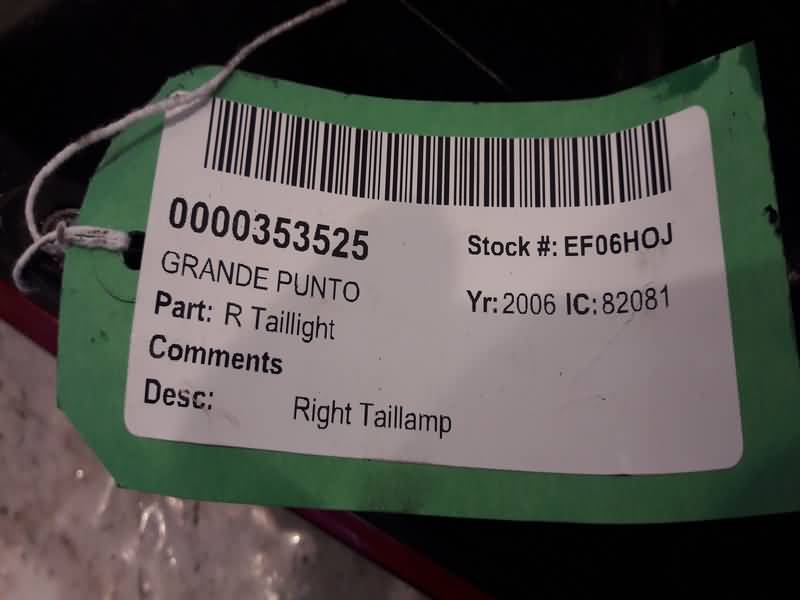 0000353525
Stock #: EF06HOJ
GRANDE PUNTO
Yr: 2006 IC: 82081
Part: R Taillight
Comments
Desc: Right Taillamp